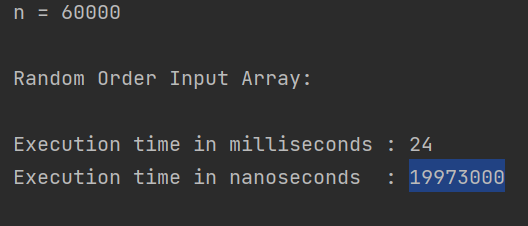 n = 60000
Random Order Input Array:
Execution time in milliseconds : 24
Execution time in nanoseconds  : 19973000